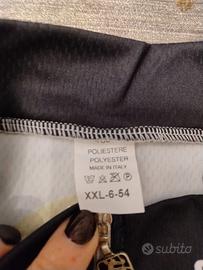 POLIESTERE
POLYESTER
MADE IN ITALY
XXL-6-54
subito